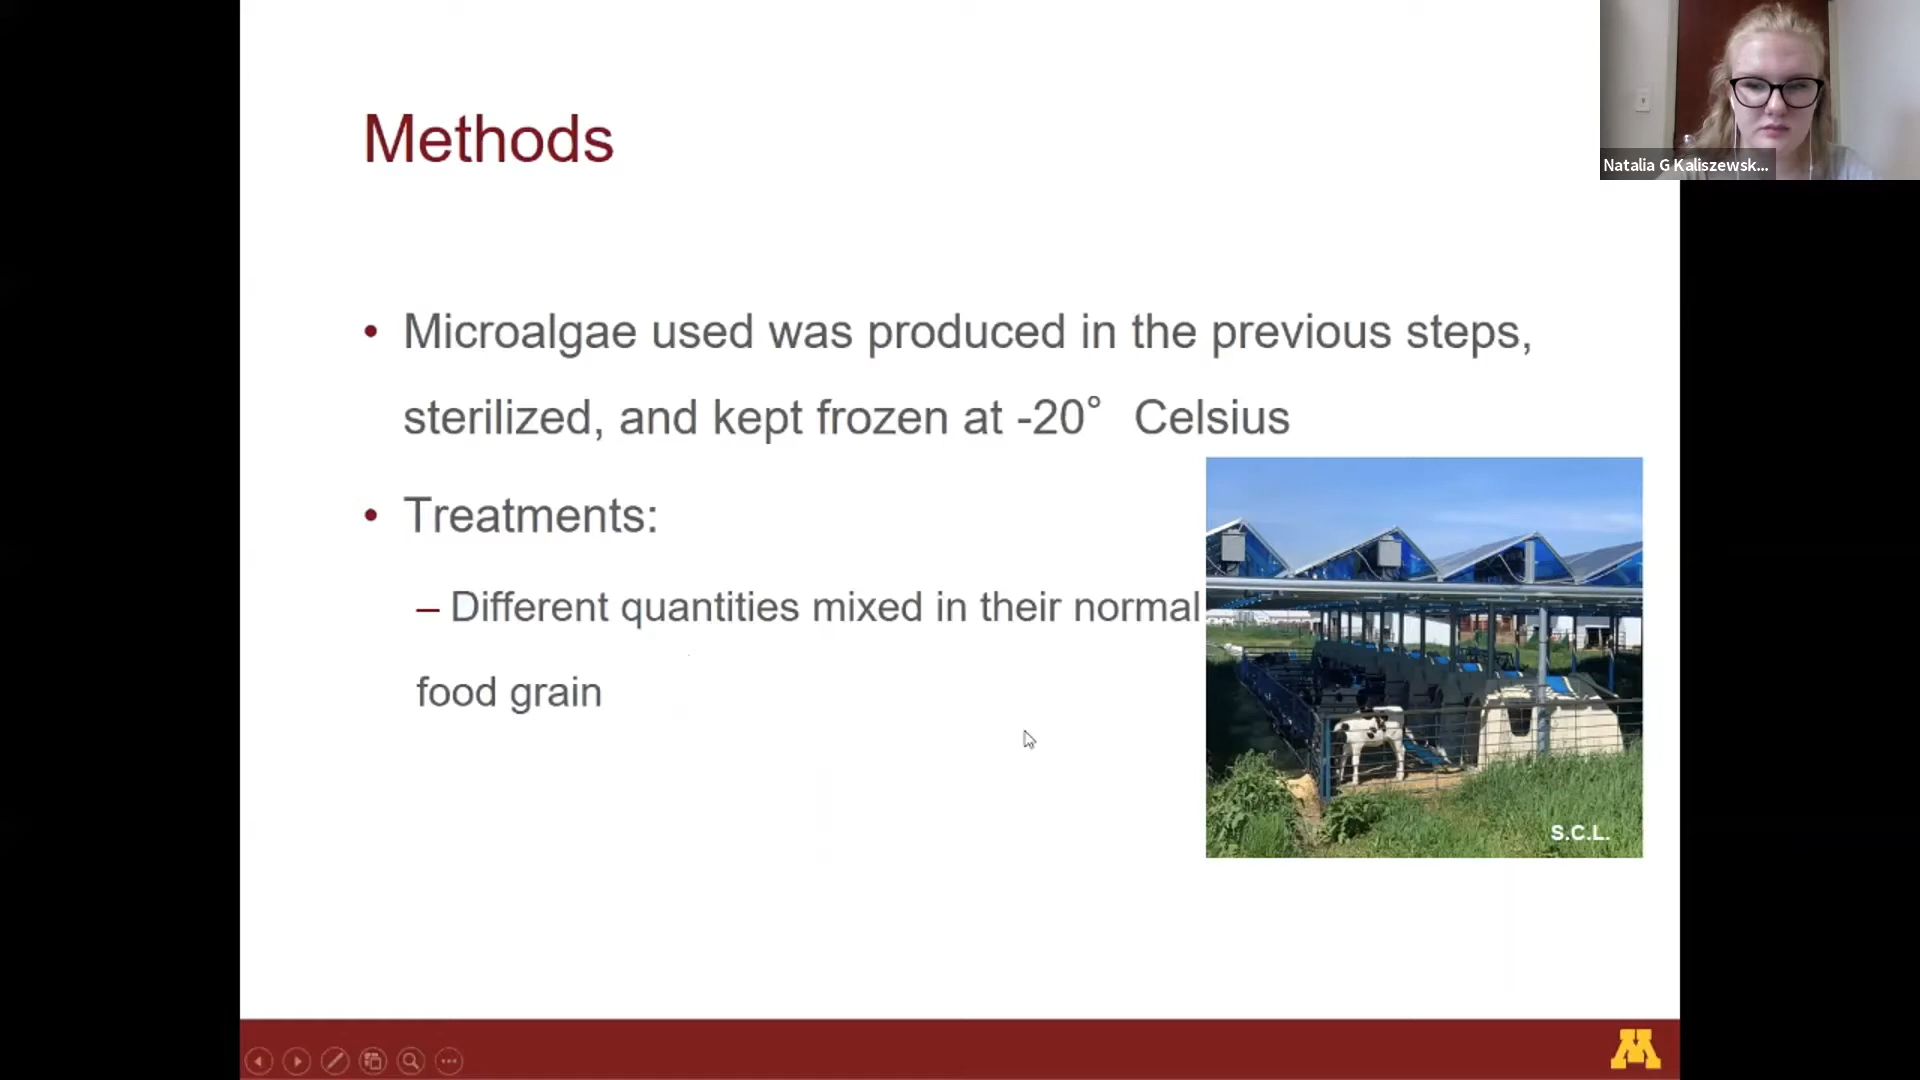 Natalia G Kaliszewsk...
Methods
• Microalgae used was produced in the previous steps,
sterilized, and kept frozen at -20° Celsius
• Treatments:
– Different quantities mixed in their normal
food grain
S.C.L.
M